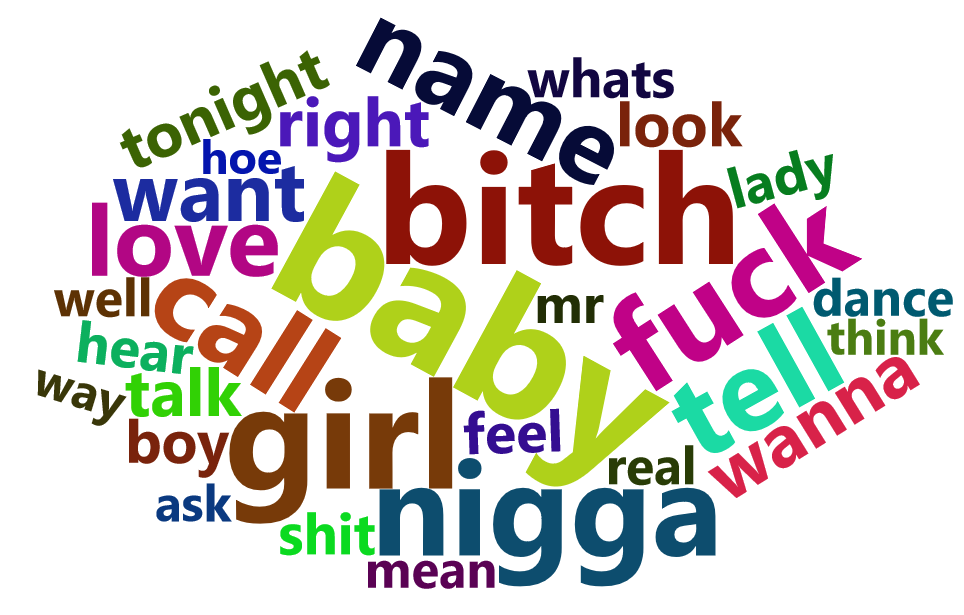 name
whats
tonight
right
look
hoe
bitch
lady
want
baby
love
fuck
well
call
mr
dance
hear
tell
think
way
talk
girl
wanna
boy
feel
real
ask
nigga
shit
mean